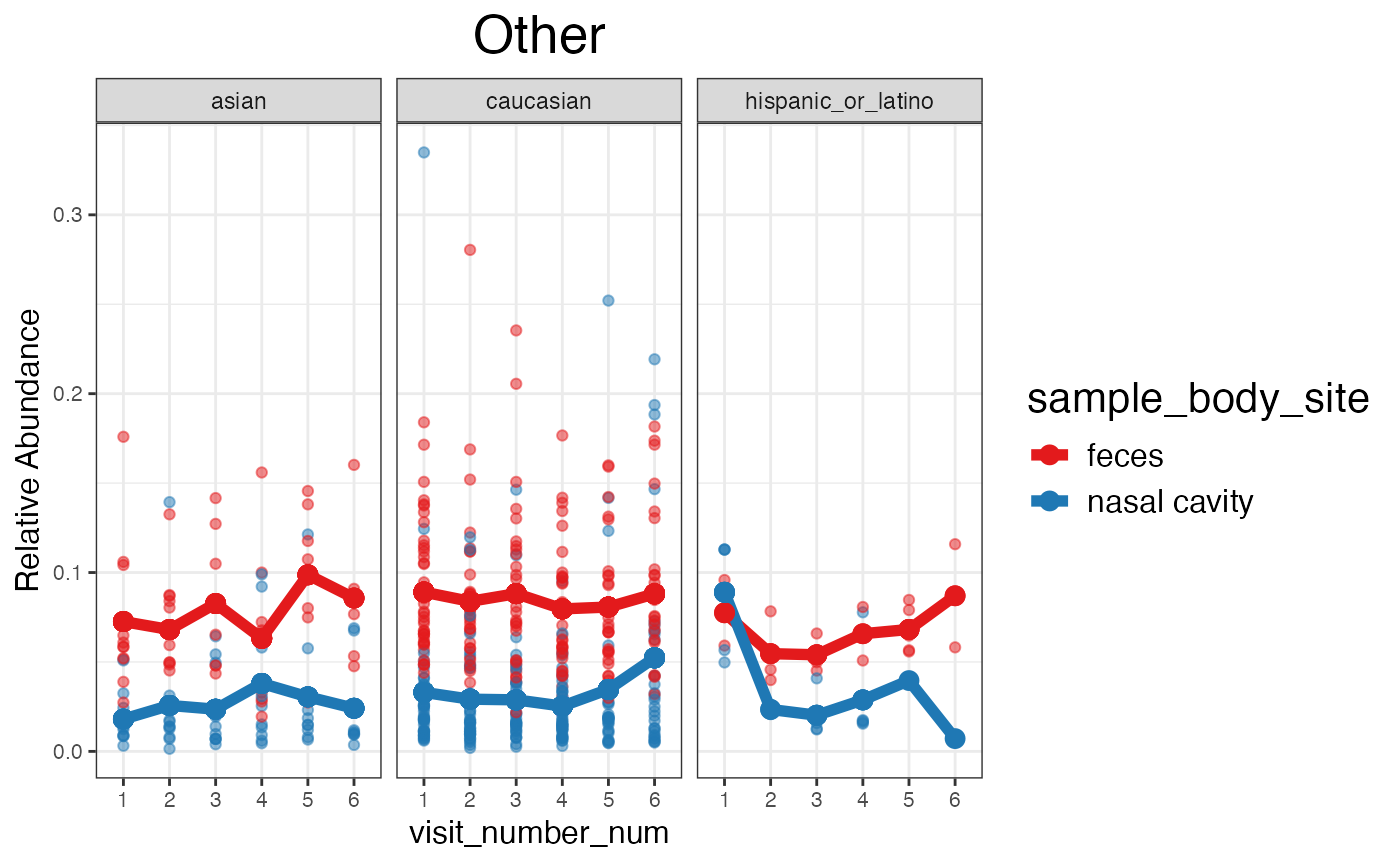 Other
asian caucasian hispanic_or_latino
0.3
0.2
0.1
0.0
Relative Abundance
1 2 3 4 5 6 1 2 3 4 5 6 1 2 3 4 5 6
visit_number_num
sample_body_site
feces
nasal cavity